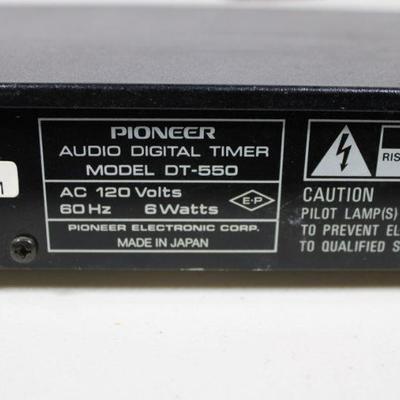 PIONEER
AUDIO DIGITAL TIMER
MODEL DT-550
AC 120 Volts
60 Hz 6 Watts
E-P
PIONEER ELECTRONIC CORP.
MADE IN JAPAN
RIS
CAUTION
PILOT LAMP(S)
TO PREVENT EL
TO QUALIFIED S